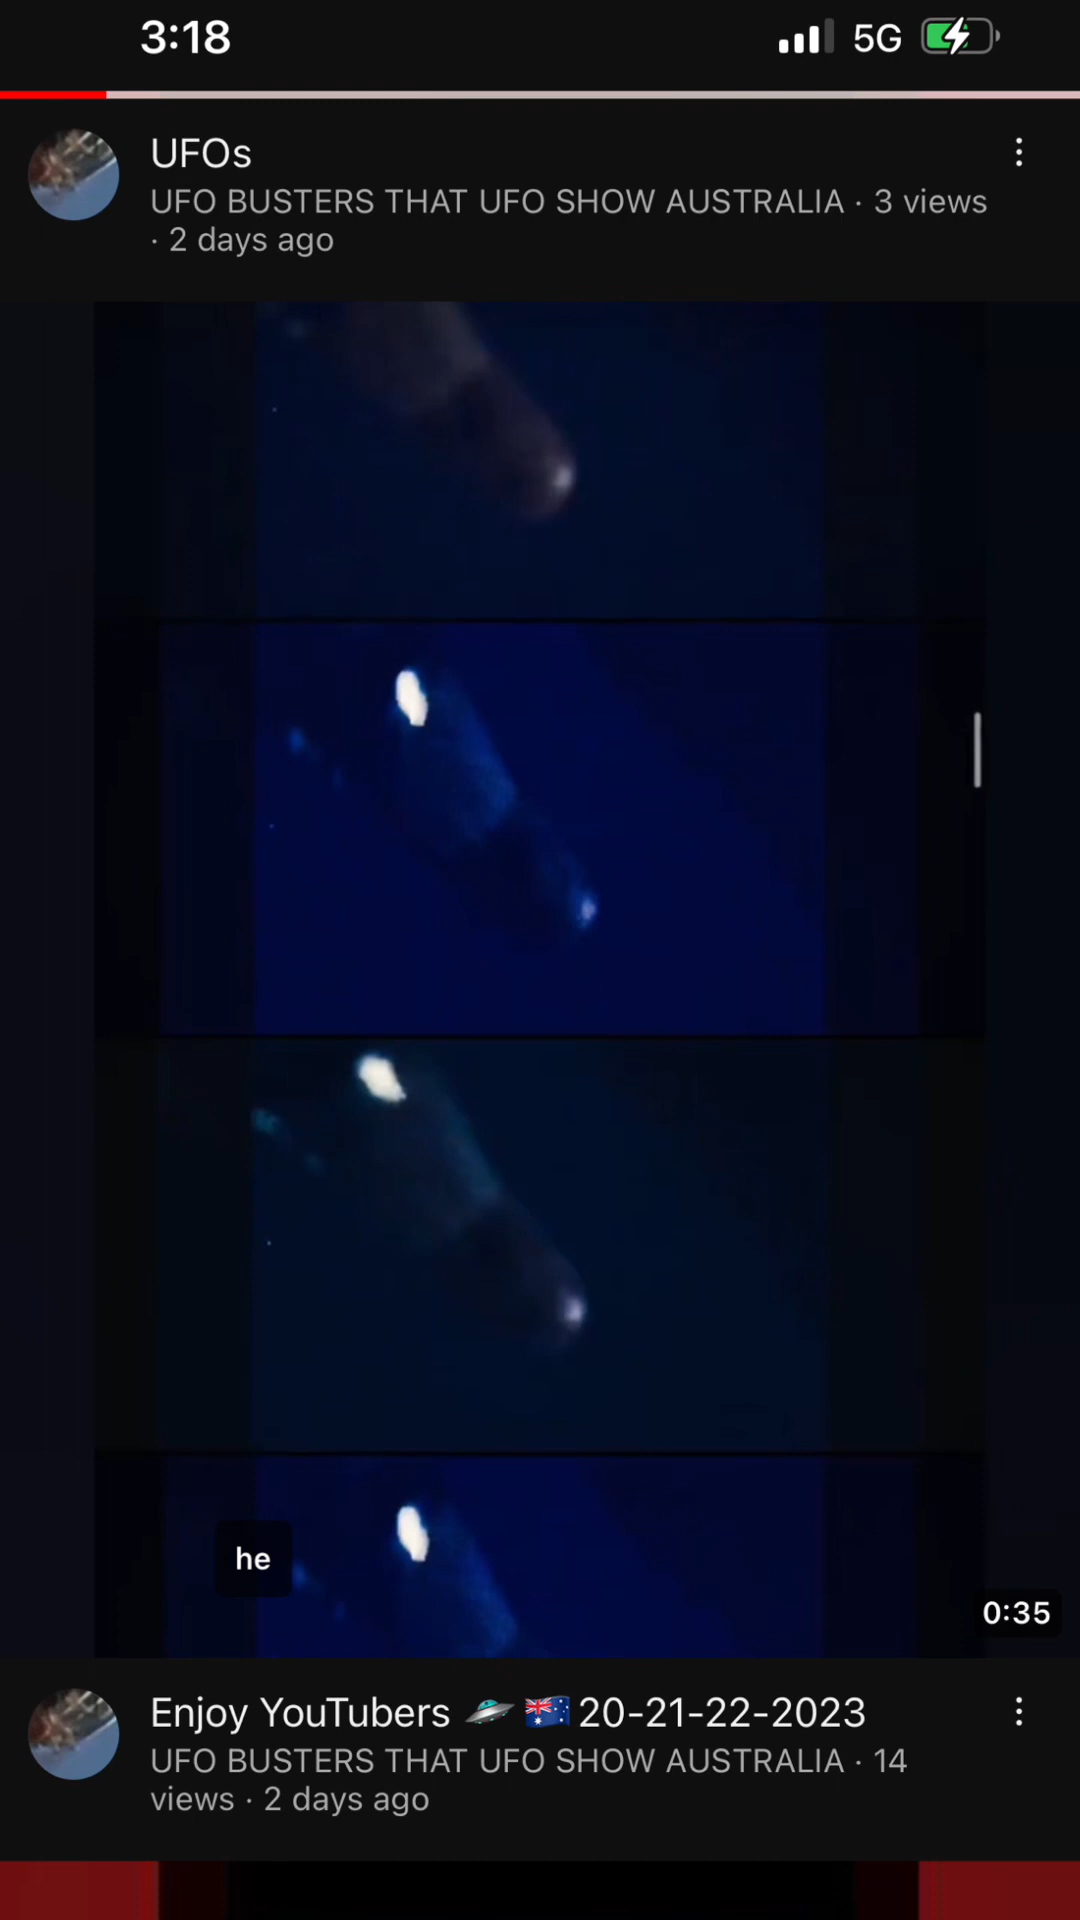 3:18 5G
UFOs
UFO BUSTERS THAT UFO SHOW AUSTRALIA · 3 views
· 2 days ago
he
0:35
Enjoy YouTubers 🛸 🇦🇺 20-21-22-2023
UFO BUSTERS THAT UFO SHOW AUSTRALIA · 14
views · 2 days ago